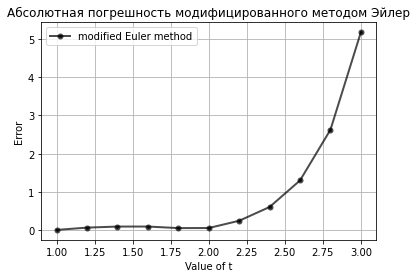 Абсолютная погрешность модифицированного методом Эйлер
modified Euler method
Error
5
4
3
2
1
0
1.00 1.25 1.50 1.75 2.00 2.25 2.50 2.75 3.00
Value of t